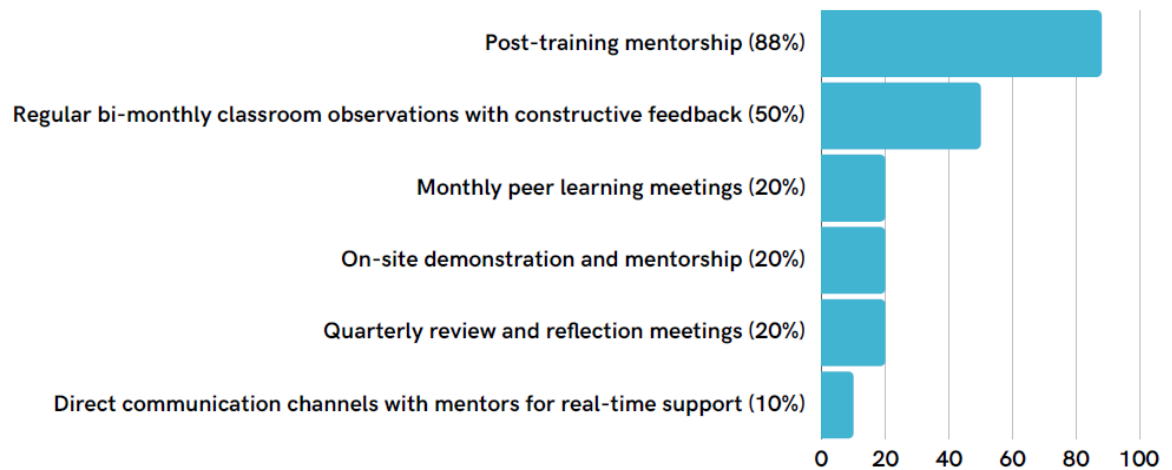 Post-training mentorship (88%)
Regular bi-monthly classroom observations with constructive feedback (50%)
Monthly peer learning meetings (20%)
On-site demonstration and mentorship (20%)
Quarterly review and reflection meetings (20%)
Direct communication channels with mentors for real-time support (10%)
0 20 40 60 80 100